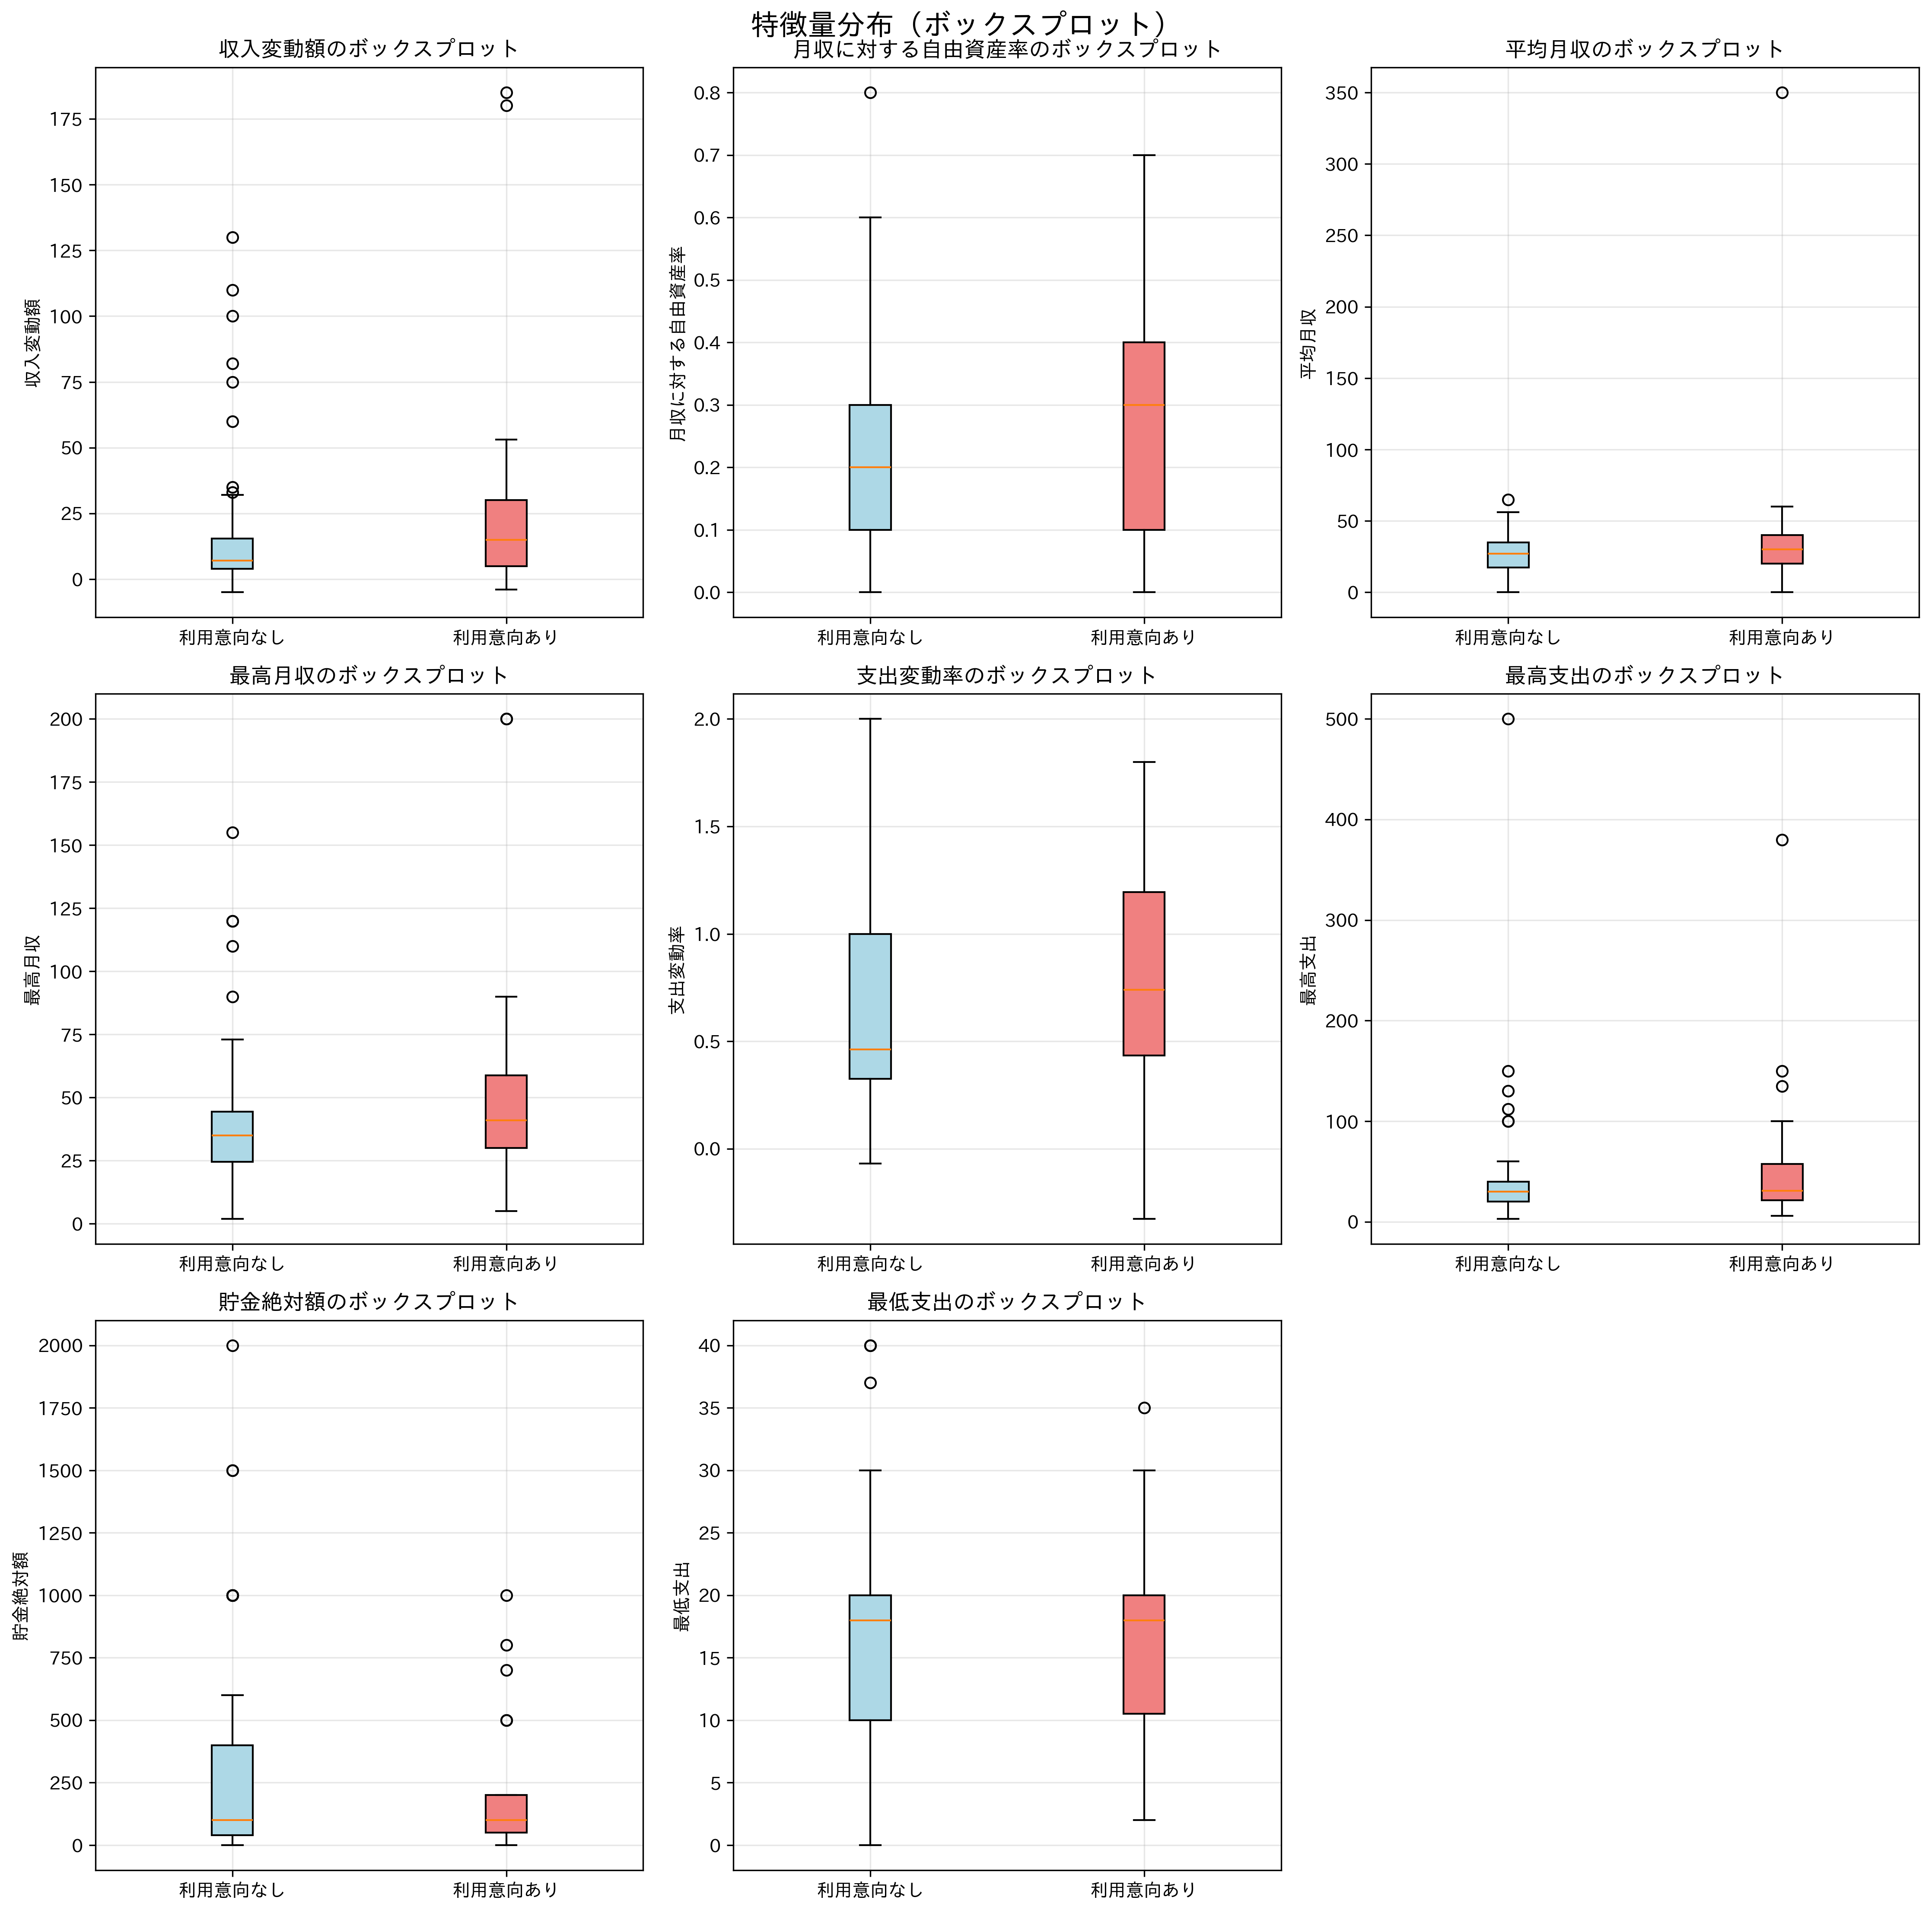 特徴量分布（ボックスプロット）
収入変動額のボックスプロット
収入変動額
175
150
125
100
75
50
25
0
利用意向なし
利用意向あり
月収に対する自由資産率のボックスプロット
月収に対する自由資産率
0.8
0.7
0.6
0.5
0.4
0.3
0.2
0.1
0.0
利用意向なし
利用意向あり
平均月収のボックスプロット
平均月収
350
300
250
200
150
100
50
0
利用意向なし
利用意向あり
最高月収のボックスプロット
最高月収
200
175
150
125
100
75
50
25
0
利用意向なし
利用意向あり
支出変動率のボックスプロット
支出変動率
2.0
1.5
1.0
0.5
0.0
利用意向なし
利用意向あり
最高支出のボックスプロット
最高支出
500
400
300
200
100
0
利用意向なし
利用意向あり
貯金絶対額のボックスプロット
貯金絶対額
2000
1750
1500
1250
1000
750
500
250
0
利用意向なし
利用意向あり
最低支出のボックスプロット
最低支出
40
35
30
25
20
15
10
5
0
利用意向なし
利用意向あり